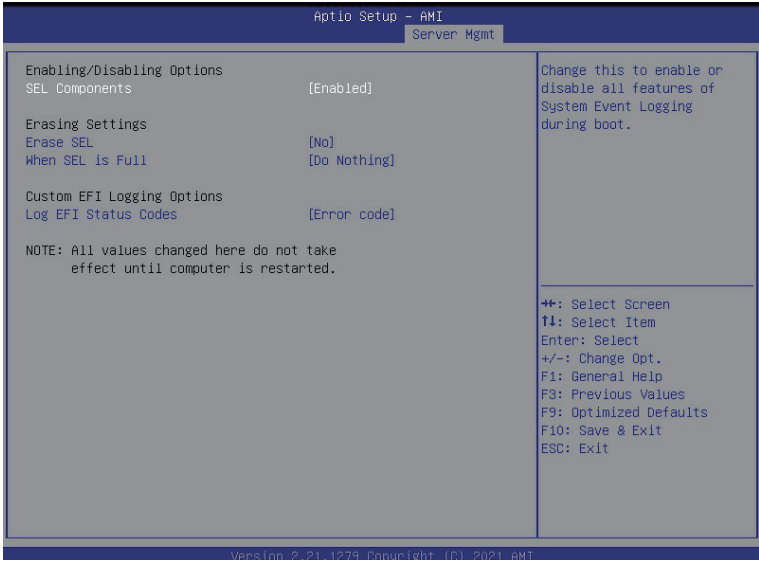 Aptio Setup – AMI
Server Mgmt
Enabling/Disabling Options
SEL Components [Enabled]
Erasing Settings
Erase SEL [No]
When SEL is Full [Do Nothing]
Custom EFI Logging Options
Log EFI Status Codes [Error code]
NOTE: All values changed here do not take
effect until computer is restarted.
Change this to enable or
disable all features of
System Event Logging
during boot.
→←: Select Screen
↑↓: Select Item
Enter: Select
+/-: Change Opt.
F1: General Help
F3: Previous Values
F9: Optimized Defaults
F10: Save & Exit
ESC: Exit
Version 2.21.1279 Copyright (C) 2021 AMI